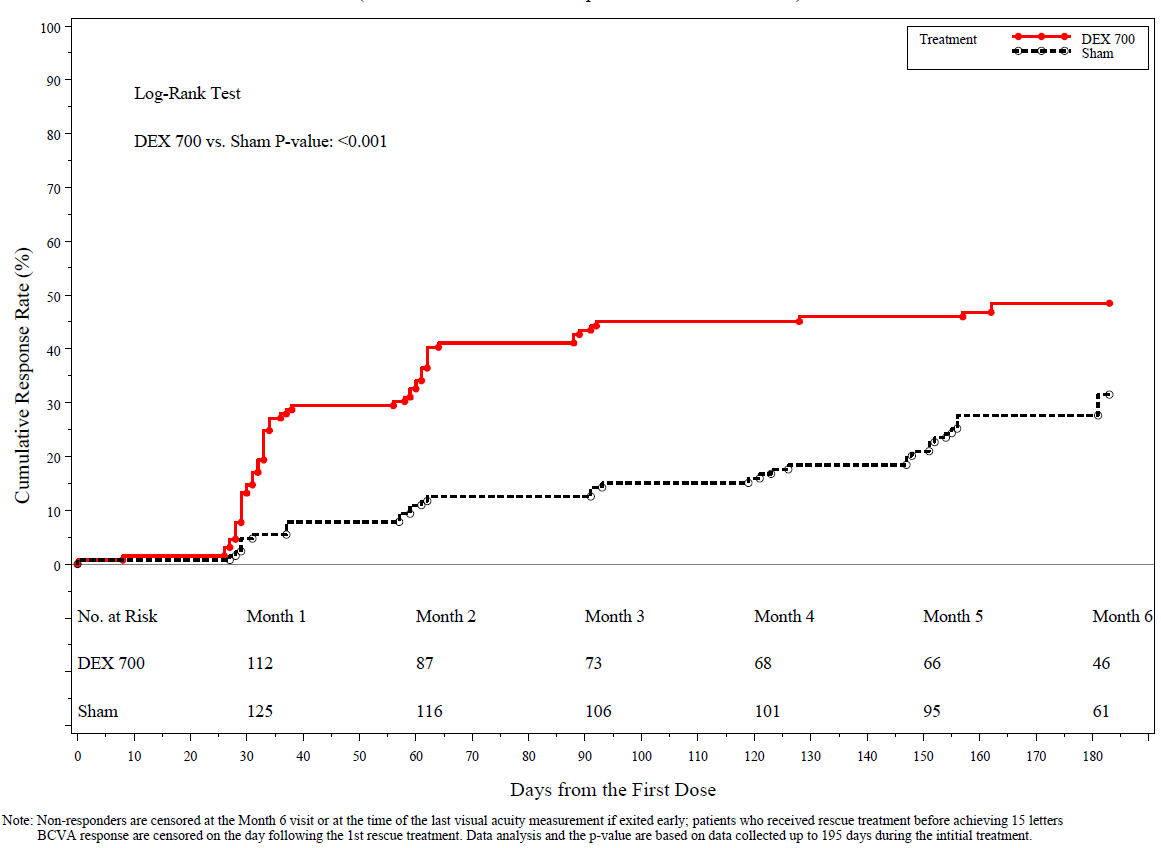 Treatment
DEX 700
Sham
Log-Rank Test
DEX 700 vs. Sham P-value: <0.001
Cumulative Response Rate (%)
100
90
80
70
60
50
40
30
20
10
0
No. at Risk Month 1 Month 2 Month 3 Month 4 Month 5 Month 6
DEX 700 112 87 73 68 66 46
Sham 125 116 106 101 95 61
0 10 20 30 40 50 60 70 80 90 100 110 120 130 140 150 160 170 180
Days from the First Dose
Note: Non-responders are censored at the Month 6 visit or at the time of the last visual acuity measurement if exited early; patients who received rescue treatment before achieving 15 letters
BCVA response are censored on the day following the 1st rescue treatment. Data analysis and the p-value are based on data collected up to 195 days during the intitial treatment.